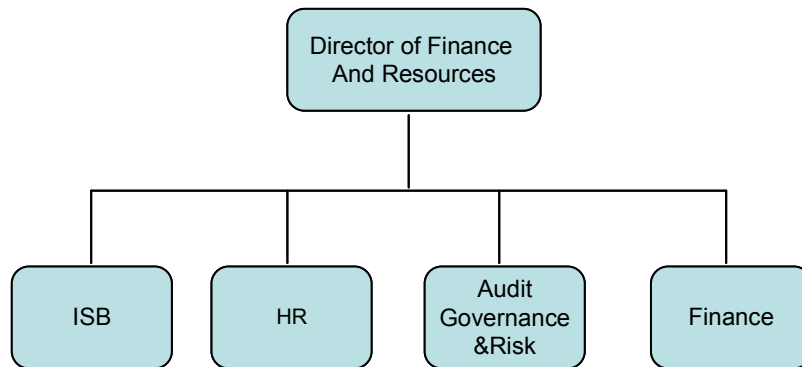 Director of Finance
And Resources
ISB
HR
Audit
Governance
&Risk
Finance